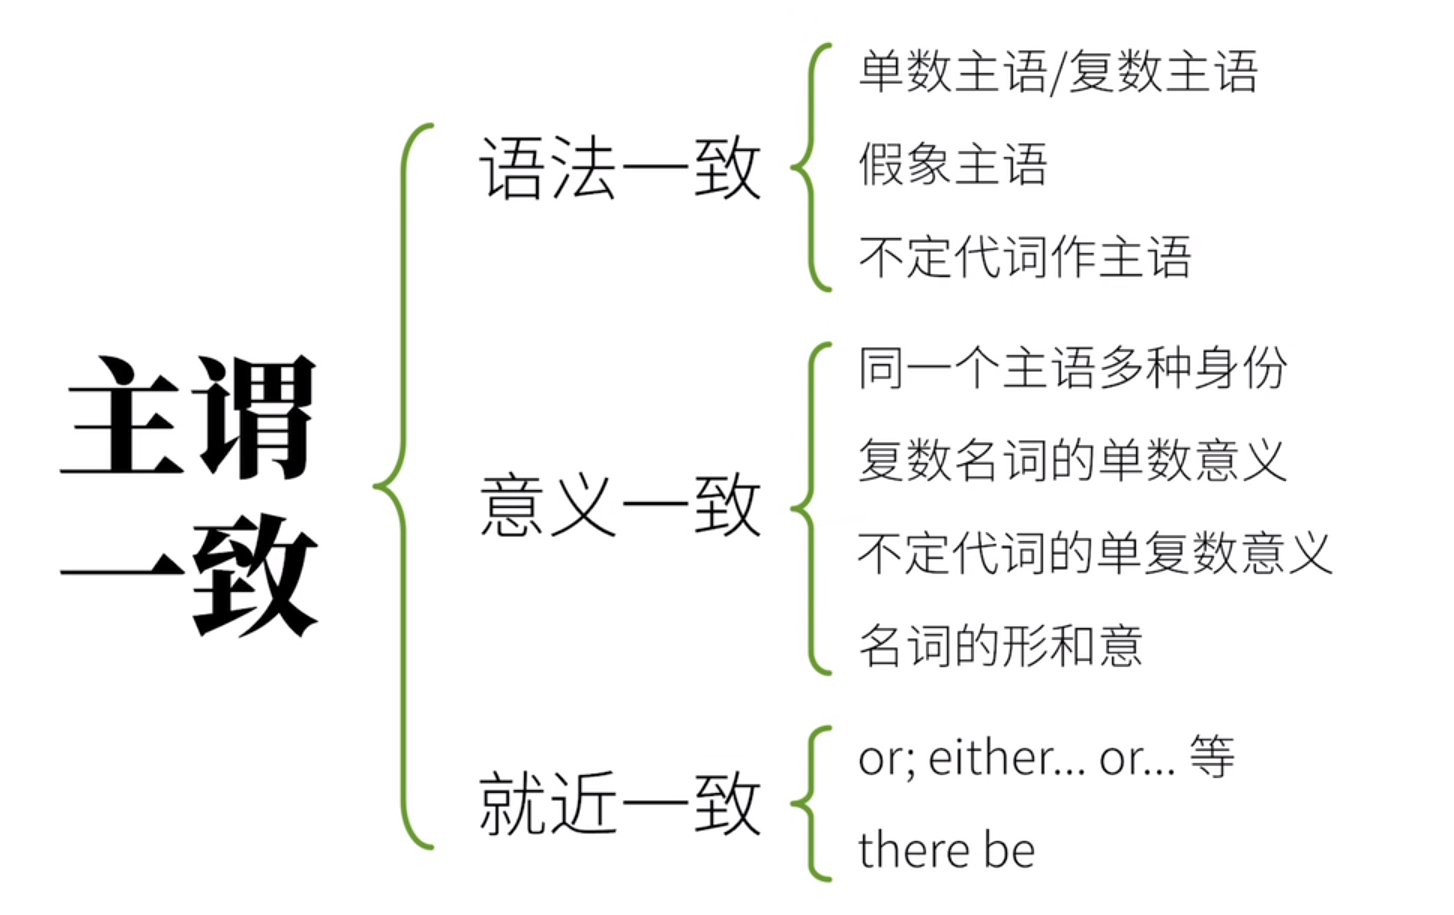 主谓
一致
语法一致
单数主语/复数主语
假象主语
不定代词作主语
意义一致
同一个主语多种身份
复数名词的单数意义
不定代词的单复数意义
名词的形和意
就近一致
or; either... or... 等
there be